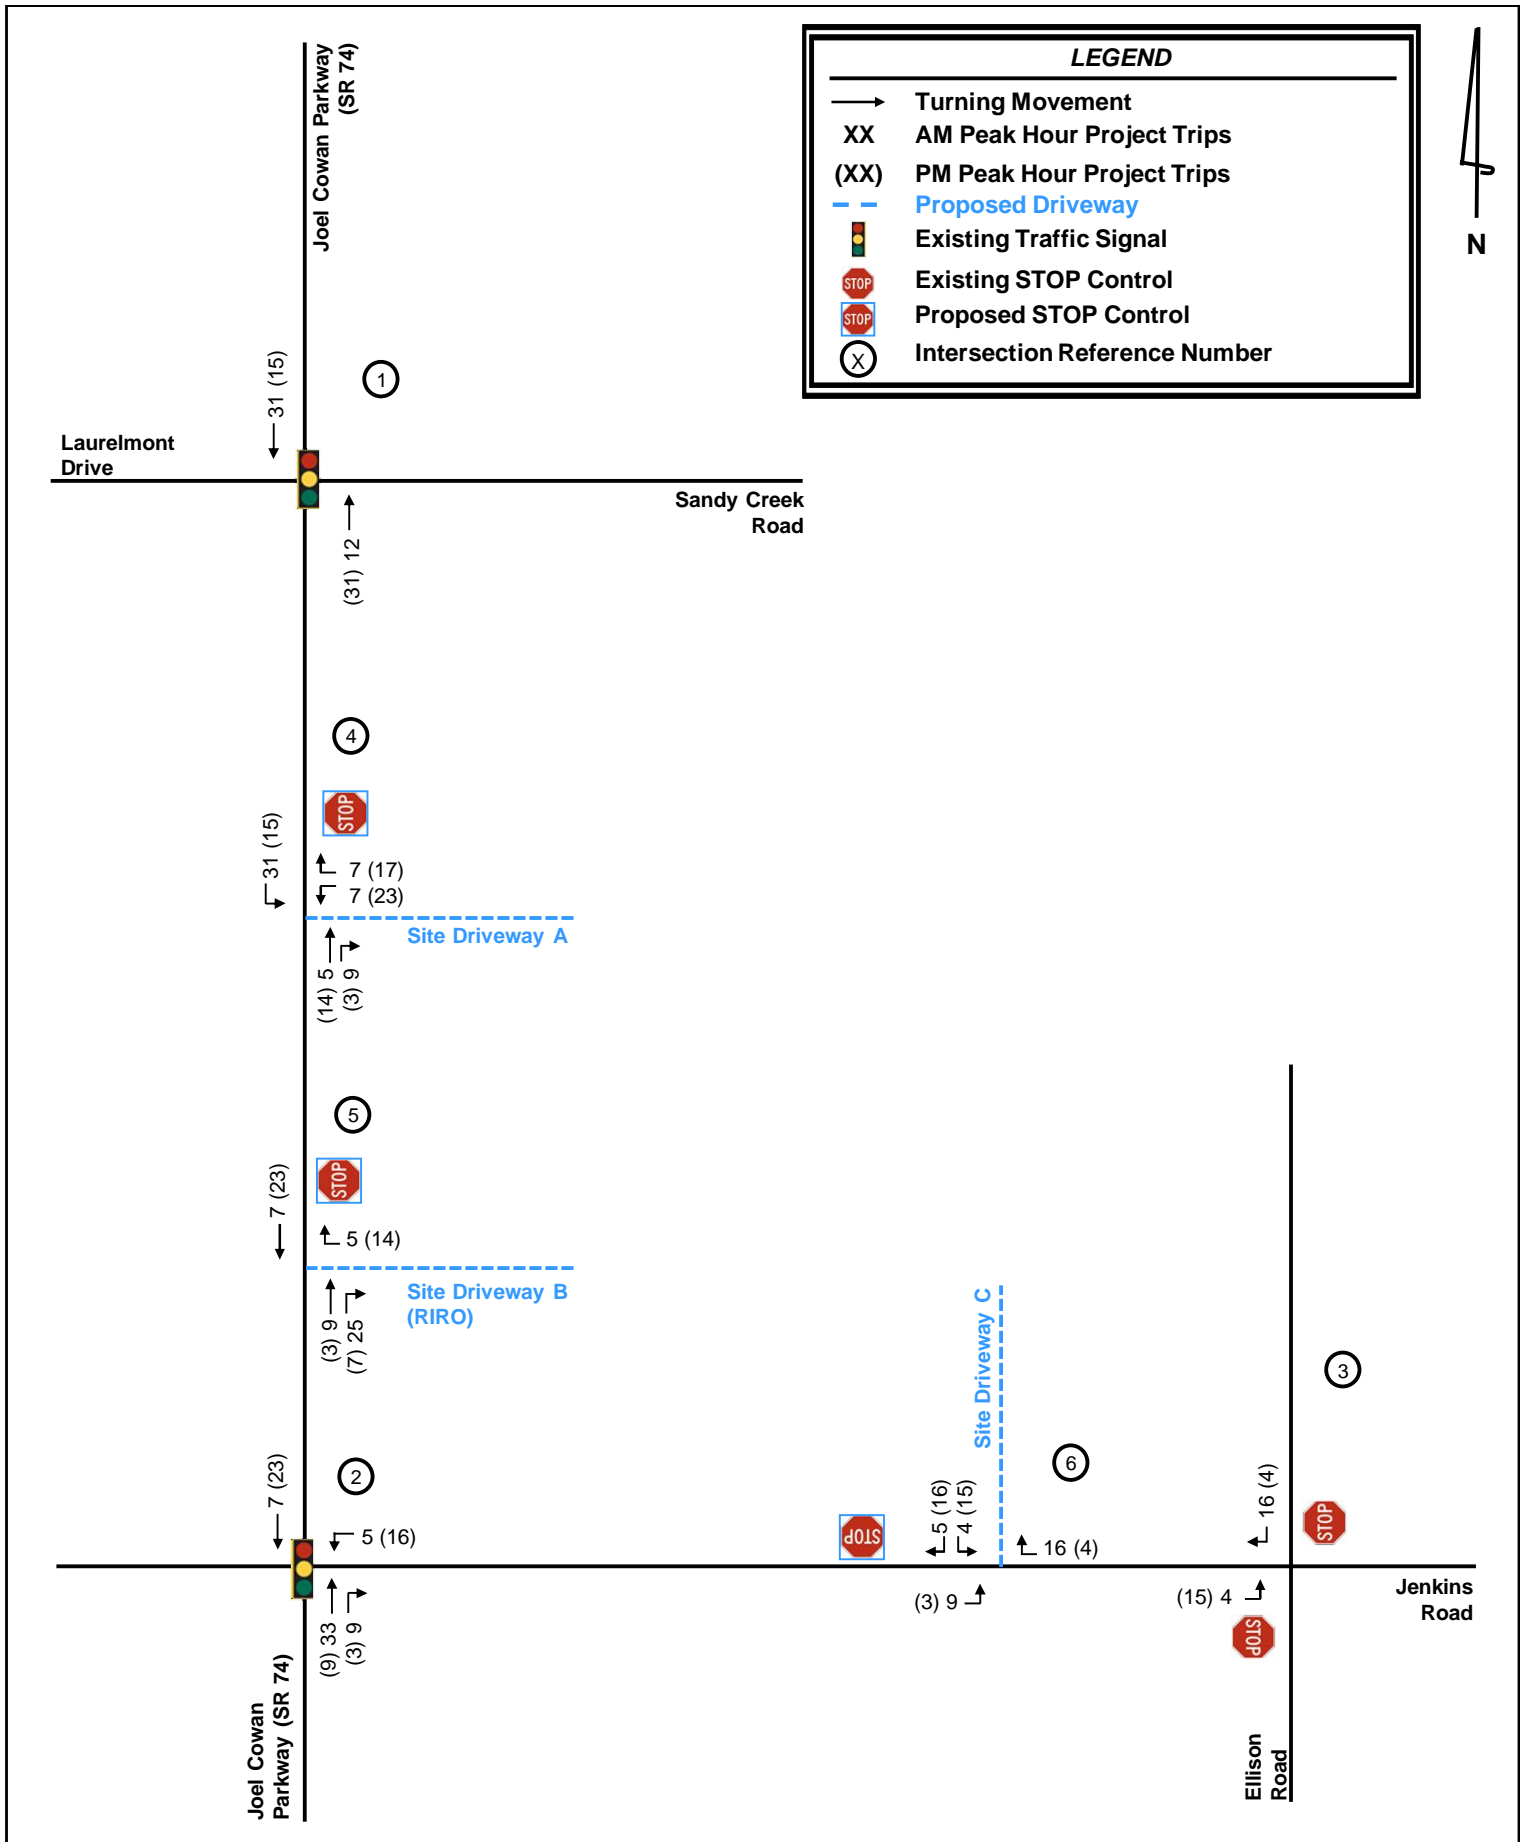 Joel Cowan Parkway
(SR 74)
LEGEND
Turning Movement
XX AM Peak Hour Project Trips
(XX) PM Peak Hour Project Trips
Proposed Driveway
Existing Traffic Signal
STOP Existing STOP Control
STOP Proposed STOP Control
X Intersection Reference Number
N
31 (15)
1
Laurelmont
Drive
Sandy Creek
Road
(31) 12
4
STOP
31 (15)
7 (17)
7 (23)
Site Driveway A
(14) 5
(3) 9
5
STOP
7 (23)
5 (14)
Site Driveway B
(RIRO)
(3) 9
(7) 25
Site Driveway C
3
7 (23)
2
5 (16)
6
STOP
5 (16)
4 (15)
16 (4)
16 (4)
STOP
(3) 9
(15) 4
STOP
Jenkins
Road
(9) 33
(3) 9
Joel Cowan
Parkway (SR 74)
Ellison
Road